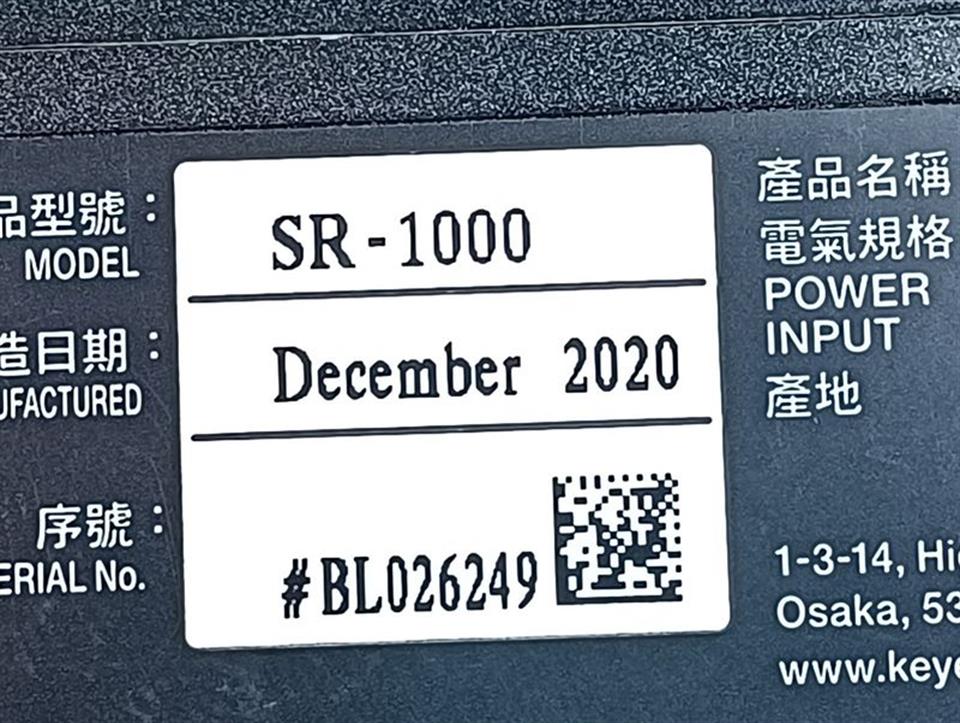 品型號：
MODEL
SR-1000
造日期：
UFACTURED
December 2020
序號：
ERIAL No.
#BL026249
產品名稱
電氣規格
POWER
INPUT
產地
1-3-14, Hi
Osaka, 53
www.keye